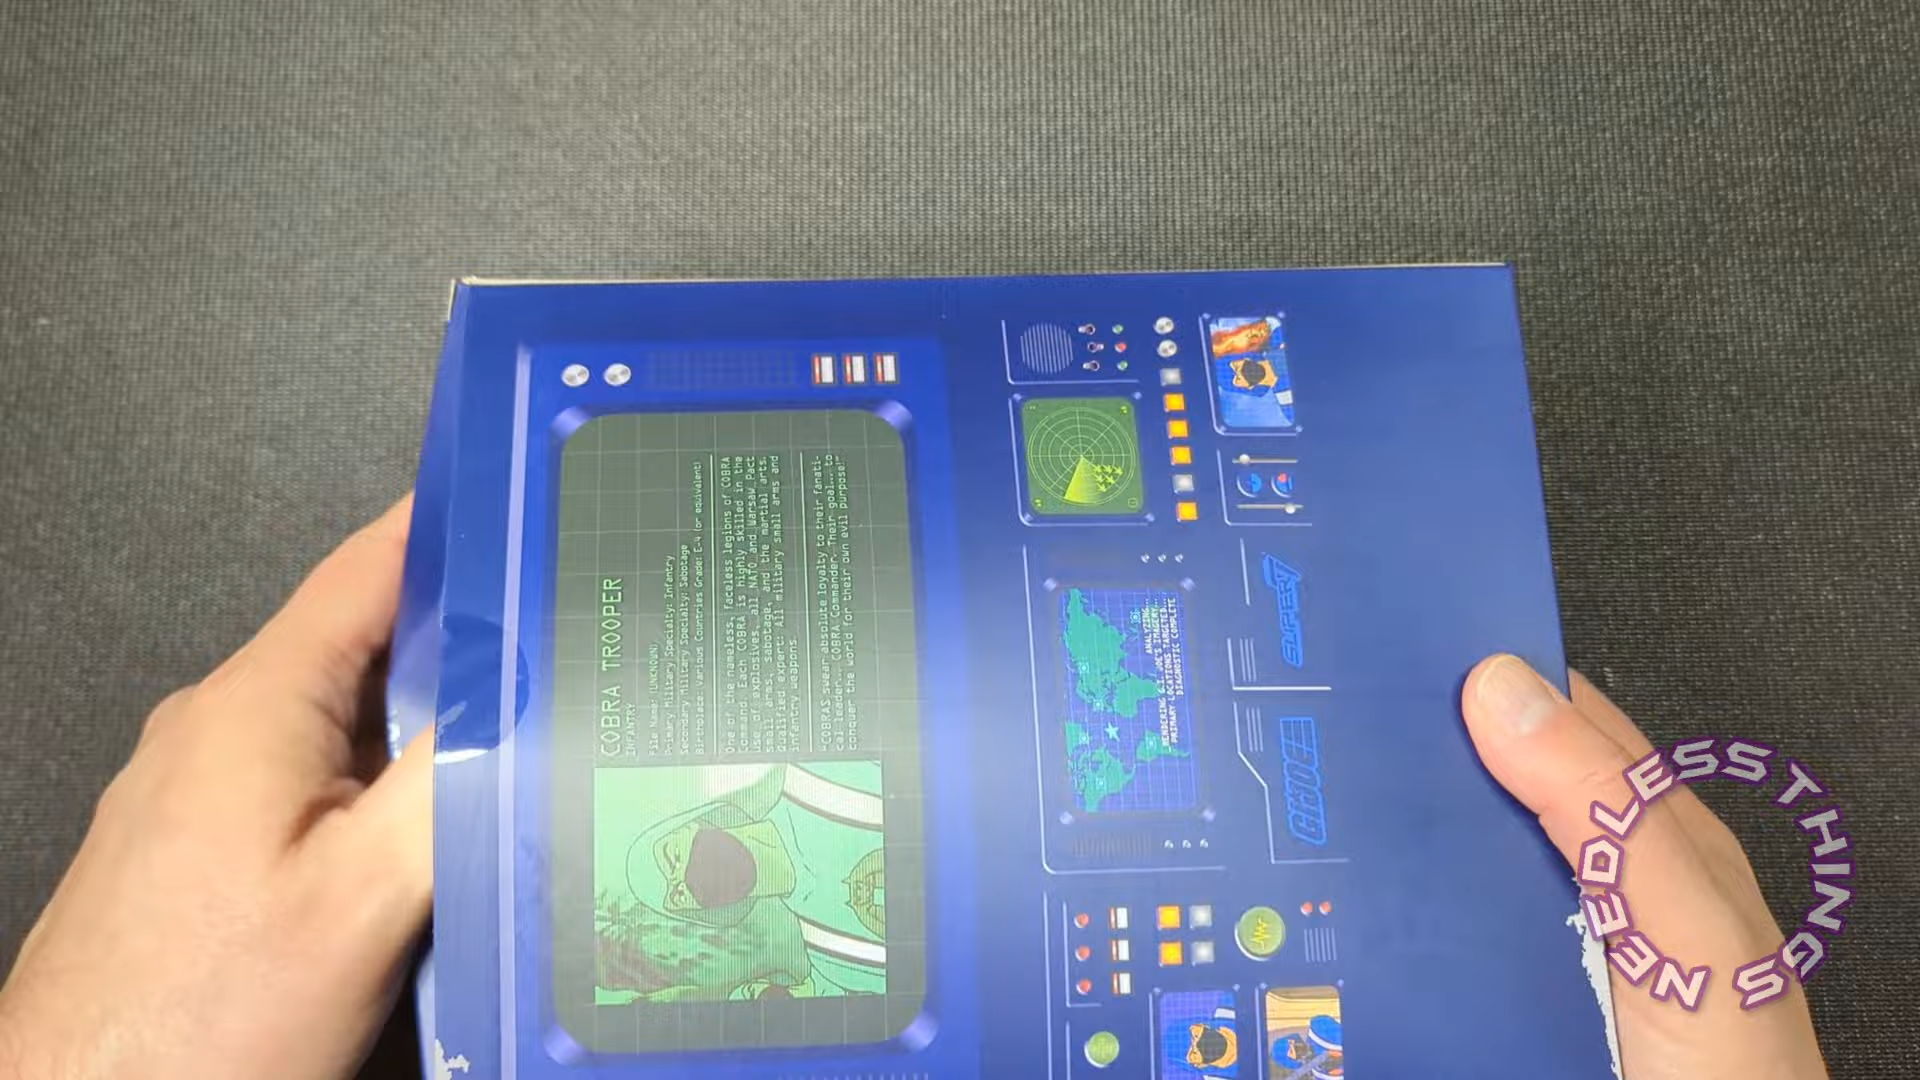 COBRA TROOPER
INFANTRY
File Name: (UNKNOWN)
Primary Military Specialty: Infantry
Secondary Military Specialty: Sabotage
Birthplace: Various Countries Grade: E-4 (or equivalent)
One of the nameless, faceless legions of COBRA
Command. Each COBRA is highly skilled in the
use of explosives, all NATO and Warsaw Pact
small arms, sabotage, and the martial arts.
Qualified expert: All military small arms and
infantry weapons.
"COBRAS swear absolute loyalty to their fanati-
cal leader... COBRA Commander. Their goal... to
conquer the world for their own evil purpose!"
ANALYZING...
RENDERING G.I. JOE'S IMAGERY...
PRIMARY LOCATIONS TARGETED...
DIAGNOSTIC COMPLETE
G.I. JOE
SUPER7
NEEDLESS THINGS